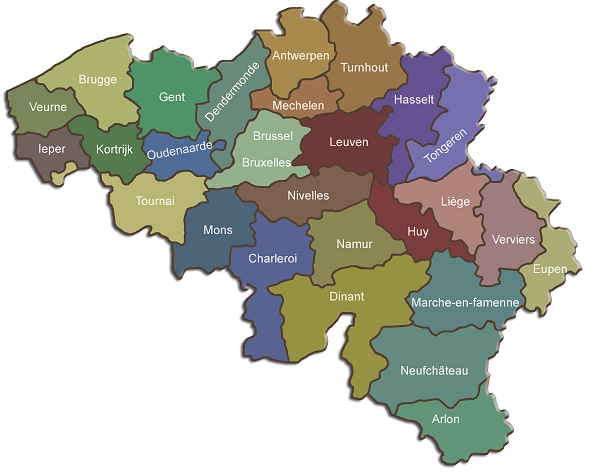 Antwerpen
Turnhout
Brugge
Gent
Dendermonde
Hasselt
Veurne
Mechelen
Ieper
Kortrijk
Oudenaarde
Brussel
Bruxelles
Leuven
Tongeren
Tournai
Nivelles
Liège
Mons
Charleroi
Namur
Huy
Verviers
Eupen
Dinant
Marche-en-famenne
Neufchâteau
Arlon